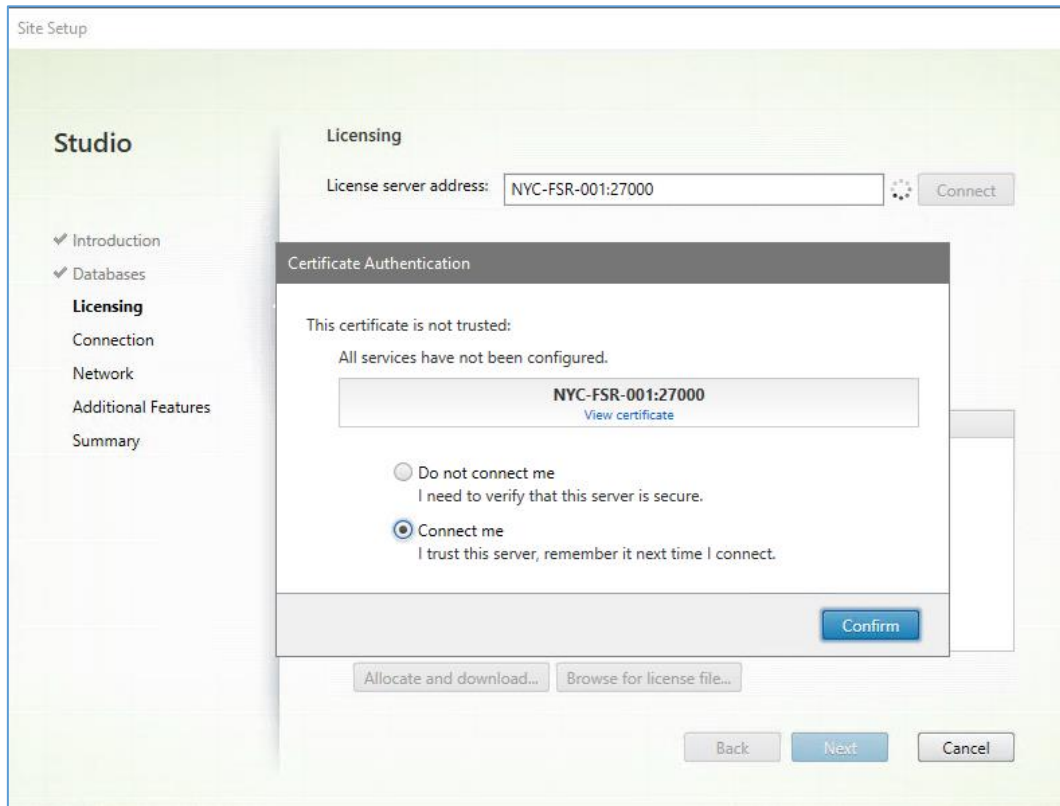 Site Setup
Studio
Introduction
Databases
Licensing
Connection
Network
Additional Features
Summary
Licensing
License server address:
NYC-FSR-001:27000
Connect
Certificate Authentication
This certificate is not trusted:
All services have not been configured.
NYC-FSR-001:27000
View certificate
Do not connect me
I need to verify that this server is secure.
Connect me
I trust this server, remember it next time I connect.
Confirm
Allocate and download...
Browse for license file...
Back
Next
Cancel